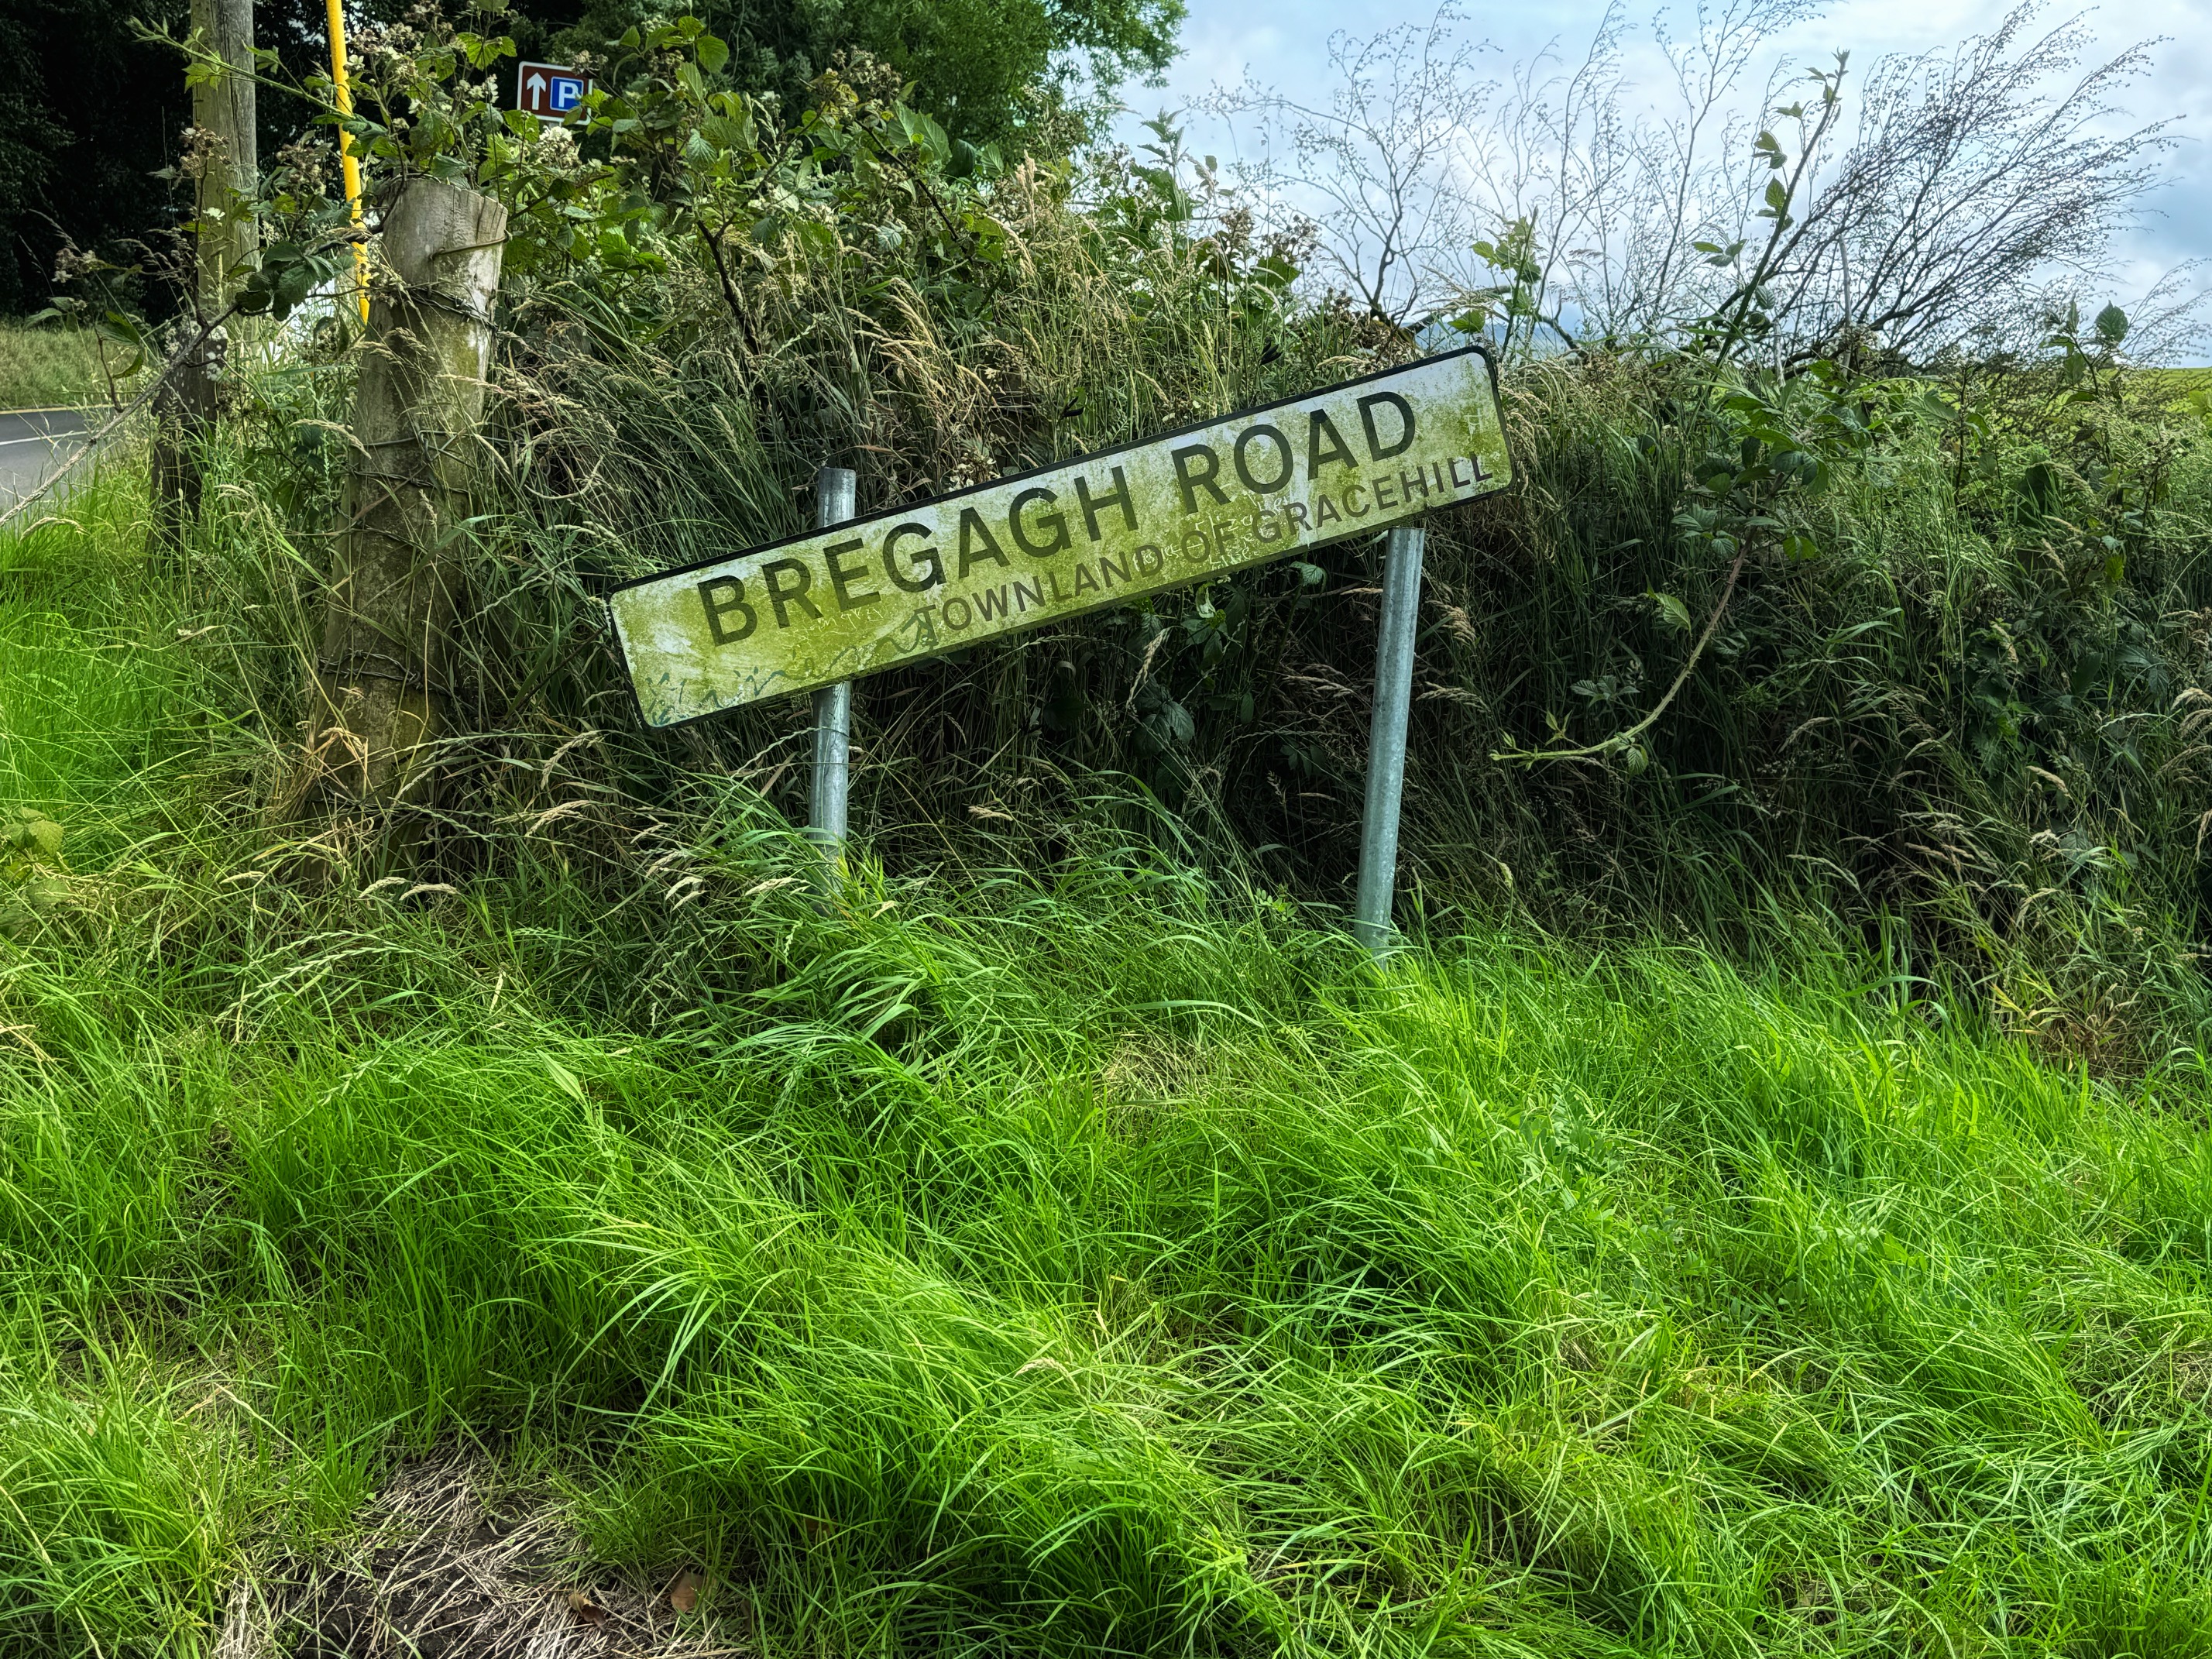 P
BREGAGH ROAD
TOWNLAND OF GRACEHILL